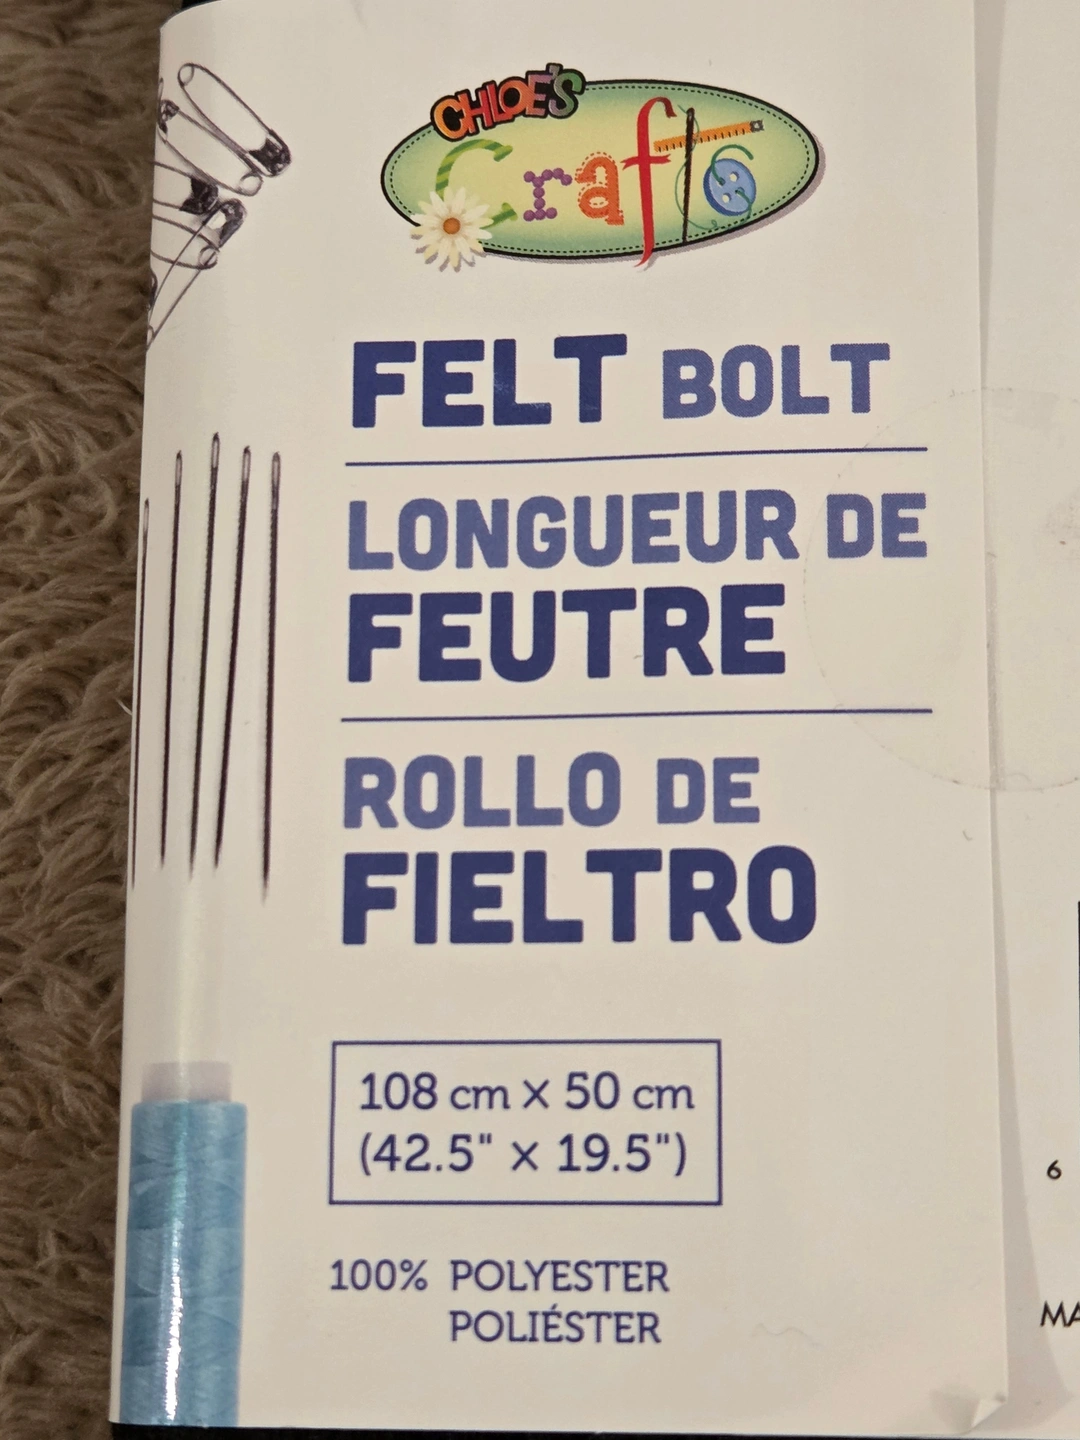 CHLOE'S
Crafts
FELT BOLT
LONGUEUR DE
FEUTRE
ROLLO DE
FIELTRO
108 cm x 50 cm
(42.5" x 19.5")
100% POLYESTER
POLIÉSTER
6